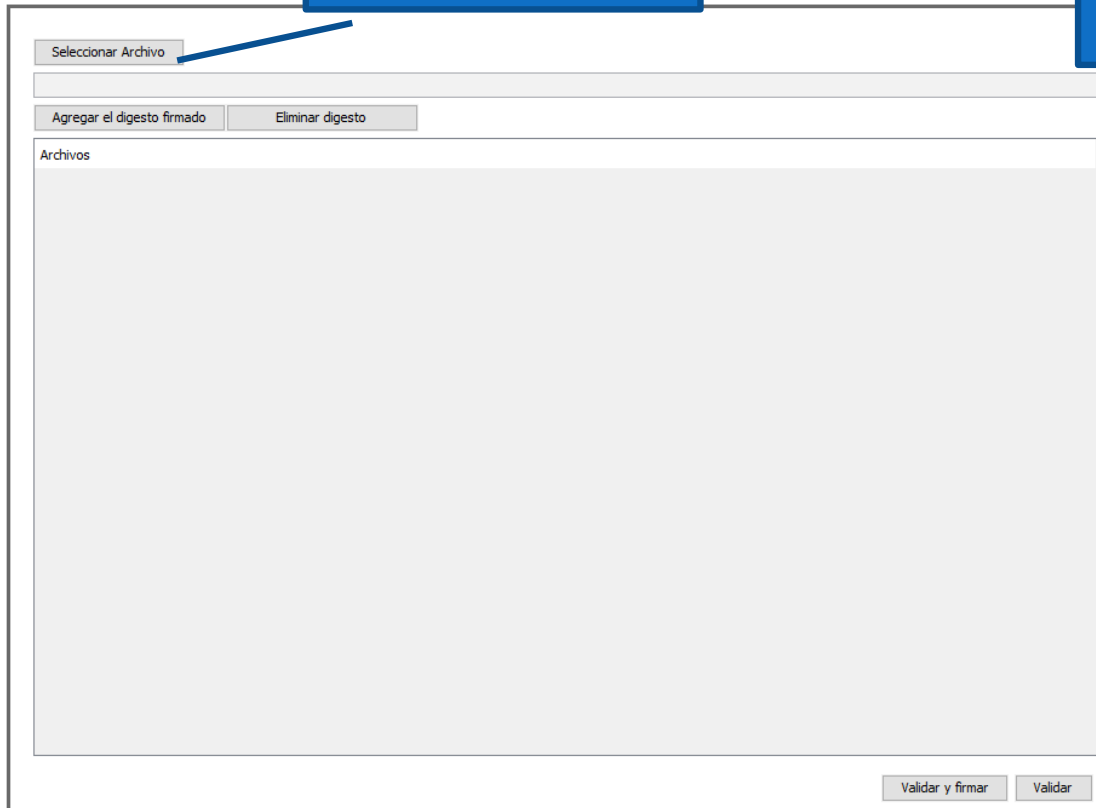 Seleccionar Archivo
Agregar el digesto firmado Eliminar digesto
Archivos
Validar y firmar Validar